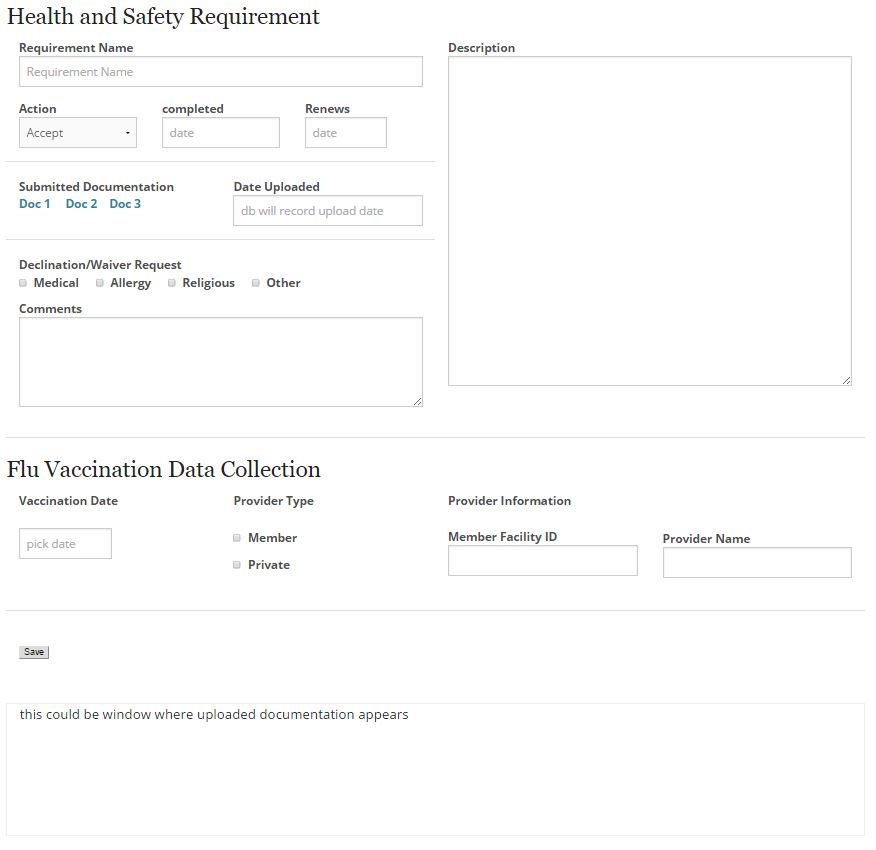 Health and Safety Requirement
Requirement Name
Requirement Name
Description
Action
completed
Renews
Accept
date
date
Submitted Documentation
Date Uploaded
Doc 1 Doc 2 Doc 3
db will record upload date
Declination/Waiver Request
Medical Allergy Religious Other
Comments
Flu Vaccination Data Collection
Vaccination Date
Provider Type
Provider Information
pick date
Member
Private
Member Facility ID
Provider Name
Save
this could be window where uploaded documentation appears